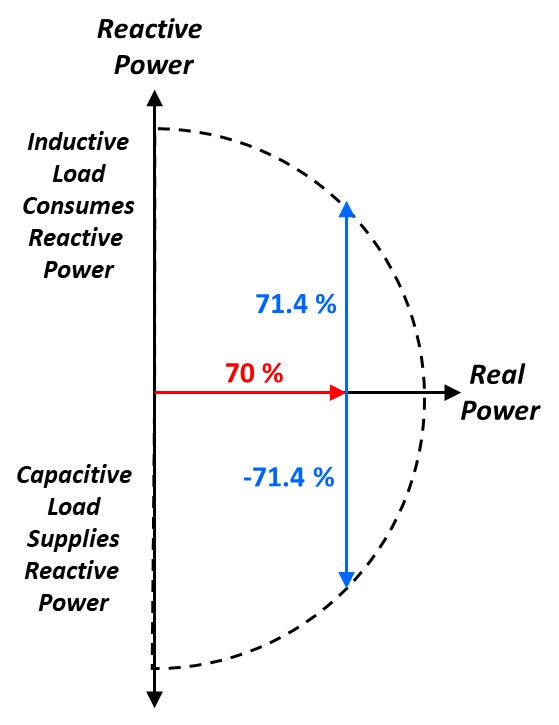 Reactive
Power
Inductive
Load
Consumes
Reactive
Power
71.4 %
70 %
Real
Power
-71.4 %
Capacitive
Load
Supplies
Reactive
Power